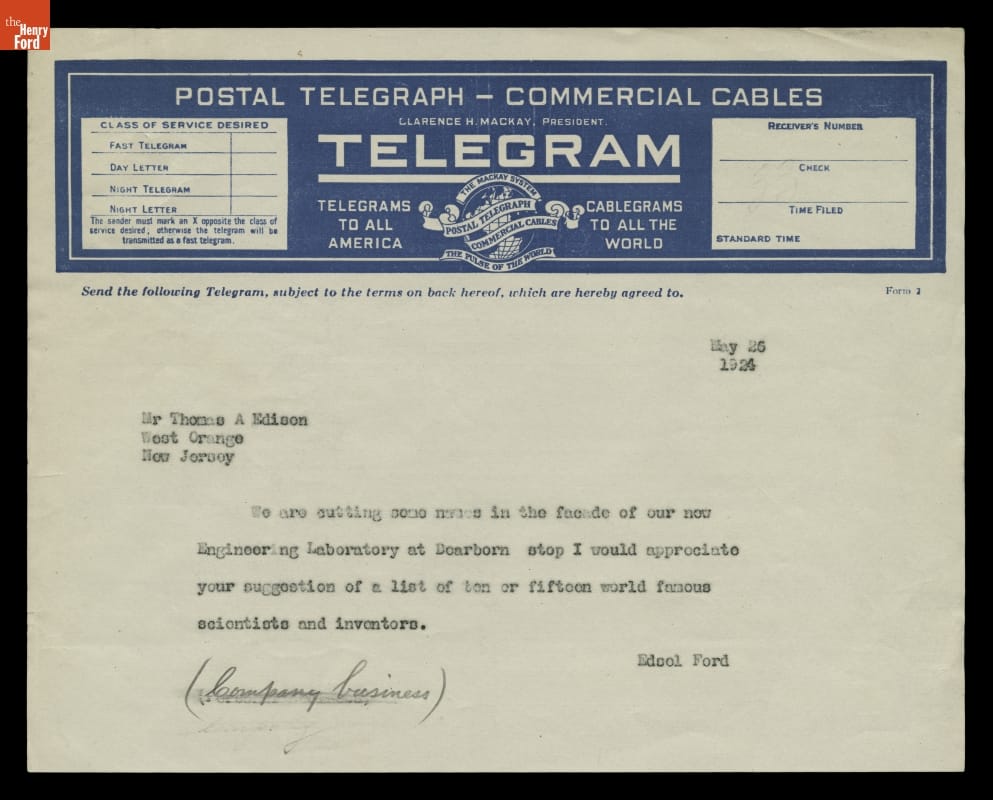 the
Henry
Ford
POSTAL TELEGRAPH — COMMERCIAL CABLES
CLARENCE H. MACKAY, PRESIDENT.
TELEGRAM
CLASS OF SERVICE DESIRED
FAST TELEGRAM
DAY LETTER
NIGHT TELEGRAM
NIGHT LETTER
The sender must mark an X opposite the class of
service desired; otherwise the telegram will be
transmitted as a fast telegram.
TELEGRAMS
TO ALL
AMERICA
THE MACKAY SYSTEM
POSTAL TELEGRAPH
COMMERCIAL CABLES
THE PULSE OF THE WORLD
CABLEGRAMS
TO ALL THE
WORLD
RECEIVER'S NUMBER
CHECK
TIME FILED
STANDARD TIME
Send the following Telegram, subject to the terms on back hereof, which are hereby agreed to.
Form 1
May 26
1924
Mr Thomas A Edison
West Orange
New Jersey
We are cutting some names in the facade of our new
Engineering Laboratory at Dearborn stop I would appreciate
your suggestion of a list of ten or fifteen world famous
scientists and inventors.
Edsel Ford
(Company business)